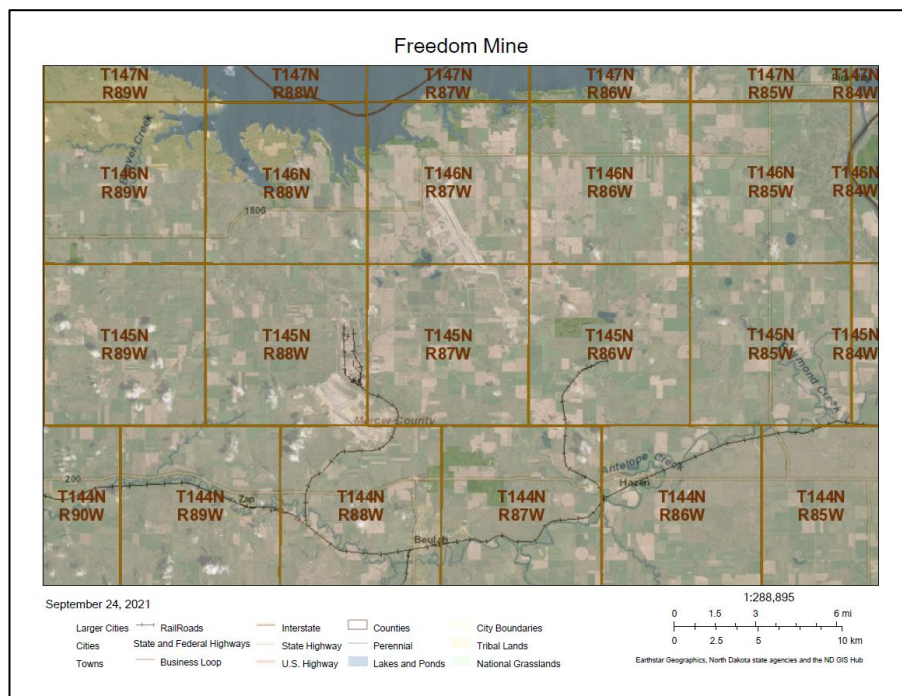 Freedom Mine
T147N T147N T147N T147N T147N T147N
R89W R88W R87W R86W R85W R84W
T146N T146N T146N T146N T146N T146N
R89W R88W R87W R86W R85W R84W
1806
T145N T145N T145N T145N T145N T145N
R89W R88W R87W R86W R85W R84W
Mercer County
Antelope Creek
200
Zap
Hazen
T144N T144N T144N T144N T144N T144N
R90W R89W R88W R87W R86W R85W
Beulah
September 24, 2021
1:288,895
0 1.5 3 6 mi
0 2.5 5 10 km
Larger Cities RailRoads Interstate Counties City Boundaries
Cities State and Federal Highways State Highway Perennial Tribal Lands
Towns Business Loop U.S. Highway Lakes and Ponds National Grasslands
Earthstar Geographics, North Dakota state agencies and the ND GIS Hub